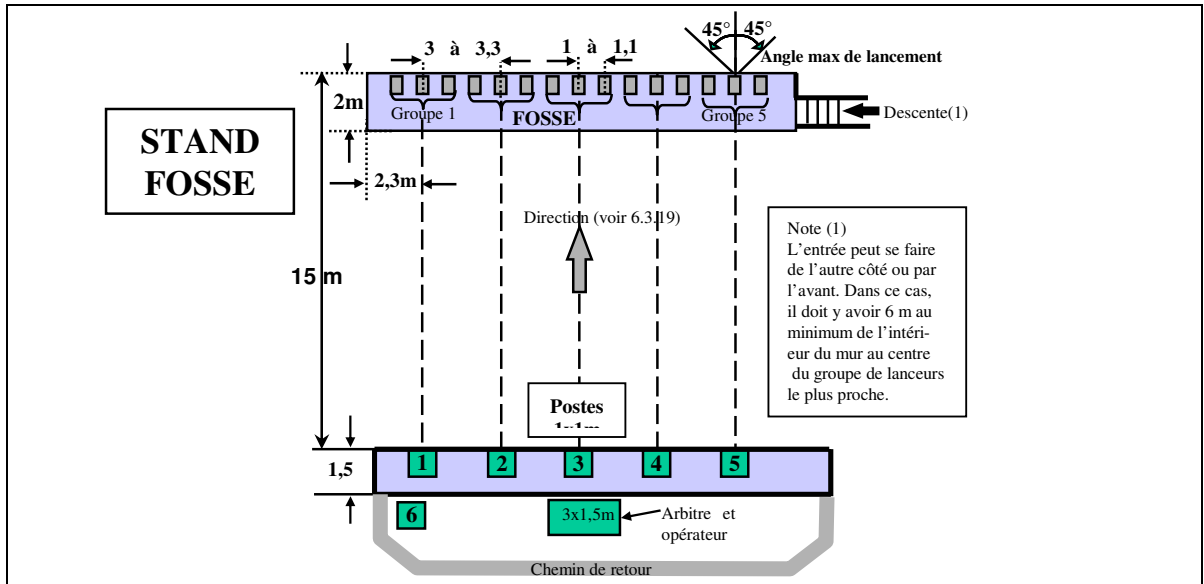 45° 45°
3 à 3,3
1 à 1,1
Angle max de lancement
2m
Groupe 1
FOSSE
Groupe 5
Descente(1)
STAND
FOSSE
2,3m
Direction (voir 6.3.19)
15 m
Note (1)
L'entrée peut se faire
de l'autre côté ou par
l'avant. Dans ce cas,
il doit y avoir 6 m au
minimum de l'intéri-
eur du mur au centre
du groupe de lanceurs
le plus proche.
Postes
1x1m
1,5
1 2 3 4 5
6
3x1,5m
Arbitre et
opérateur
Chemin de retour